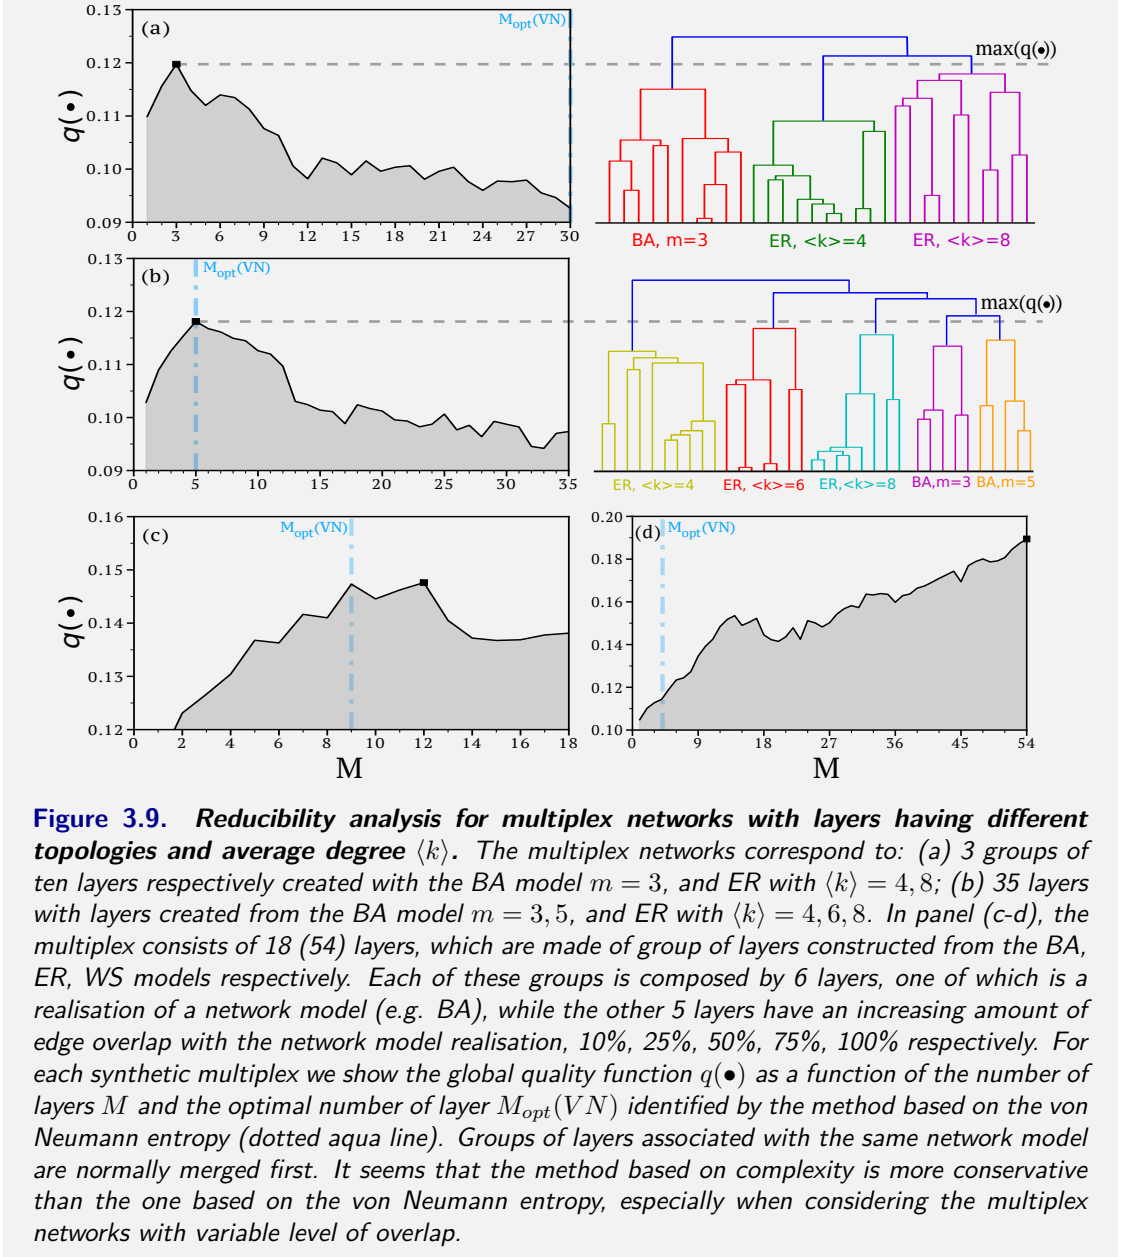 0.13
(a)
M_opt(VN)
0.12
0.11
0.10
0.09
q(•)
0 3 6 9 12 15 18 21 24 27 30
max(q(•))
BA, m=3
ER, <k>=4
ER, <k>=8
0.13
(b)
M_opt(VN)
0.12
0.11
0.10
0.09
q(•)
0 5 10 15 20 25 30 35
max(q(•))
ER, <k>=4
ER, <k>=6
ER,<k>=8
BA,m=3
BA,m=5
0.16
(c)
M_opt(VN)
0.15
0.14
0.13
0.12
q(•)
0 2 4 6 8 10 12 14 16 18
M
0.20
(d)
M_opt(VN)
0.18
0.16
0.14
0.12
0.10
0 9 18 27 36 45 54
M
Figure 3.9. Reducibility analysis for multiplex networks with layers having different
topologies and average degree ⟨k⟩. The multiplex networks correspond to: (a) 3 groups of
ten layers respectively created with the BA model m = 3, and ER with ⟨k⟩ = 4, 8; (b) 35 layers
with layers created from the BA model m = 3, 5, and ER with ⟨k⟩ = 4, 6, 8. In panel (c-d), the
multiplex consists of 18 (54) layers, which are made of group of layers constructed from the BA,
ER, WS models respectively. Each of these groups is composed by 6 layers, one of which is a
realisation of a network model (e.g. BA), while the other 5 layers have an increasing amount of
edge overlap with the network model realisation, 10%, 25%, 50%, 75%, 100% respectively. For
each synthetic multiplex we show the global quality function q(•) as a function of the number of
layers M and the optimal number of layer M_opt(VN) identified by the method based on the von
Neumann entropy (dotted aqua line). Groups of layers associated with the same network model
are normally merged first. It seems that the method based on complexity is more conservative
than the one based on the von Neumann entropy, especially when considering the multiplex
networks with variable level of overlap.